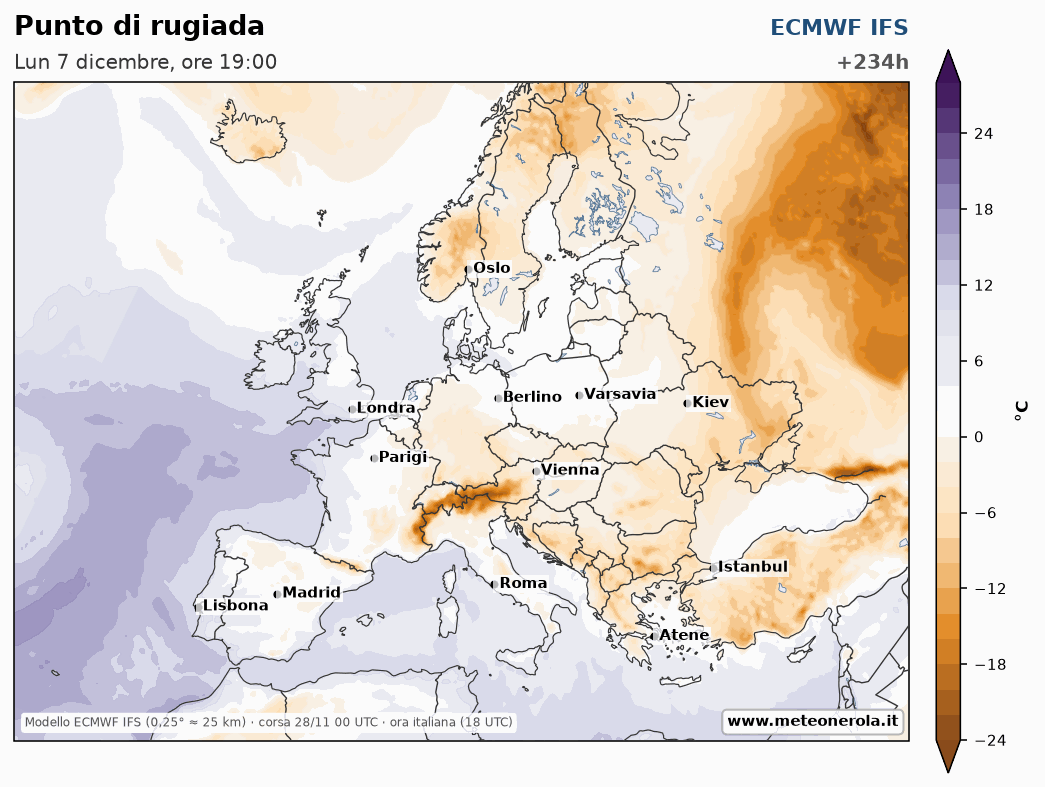 Punto di rugiada
ECMWF IFS
Lun 7 dicembre, ore 19:00
+234h
Oslo
Londra
Berlino
Varsavia
Kiev
Parigi
Vienna
Madrid
Lisbona
Roma
Istanbul
Atene
24
18
12
6
0
−6
−12
−18
−24
°C
Modello ECMWF IFS (0,25° ≈ 25 km) · corsa 28/11 00 UTC · ora italiana (18 UTC)
www.meteonerola.it